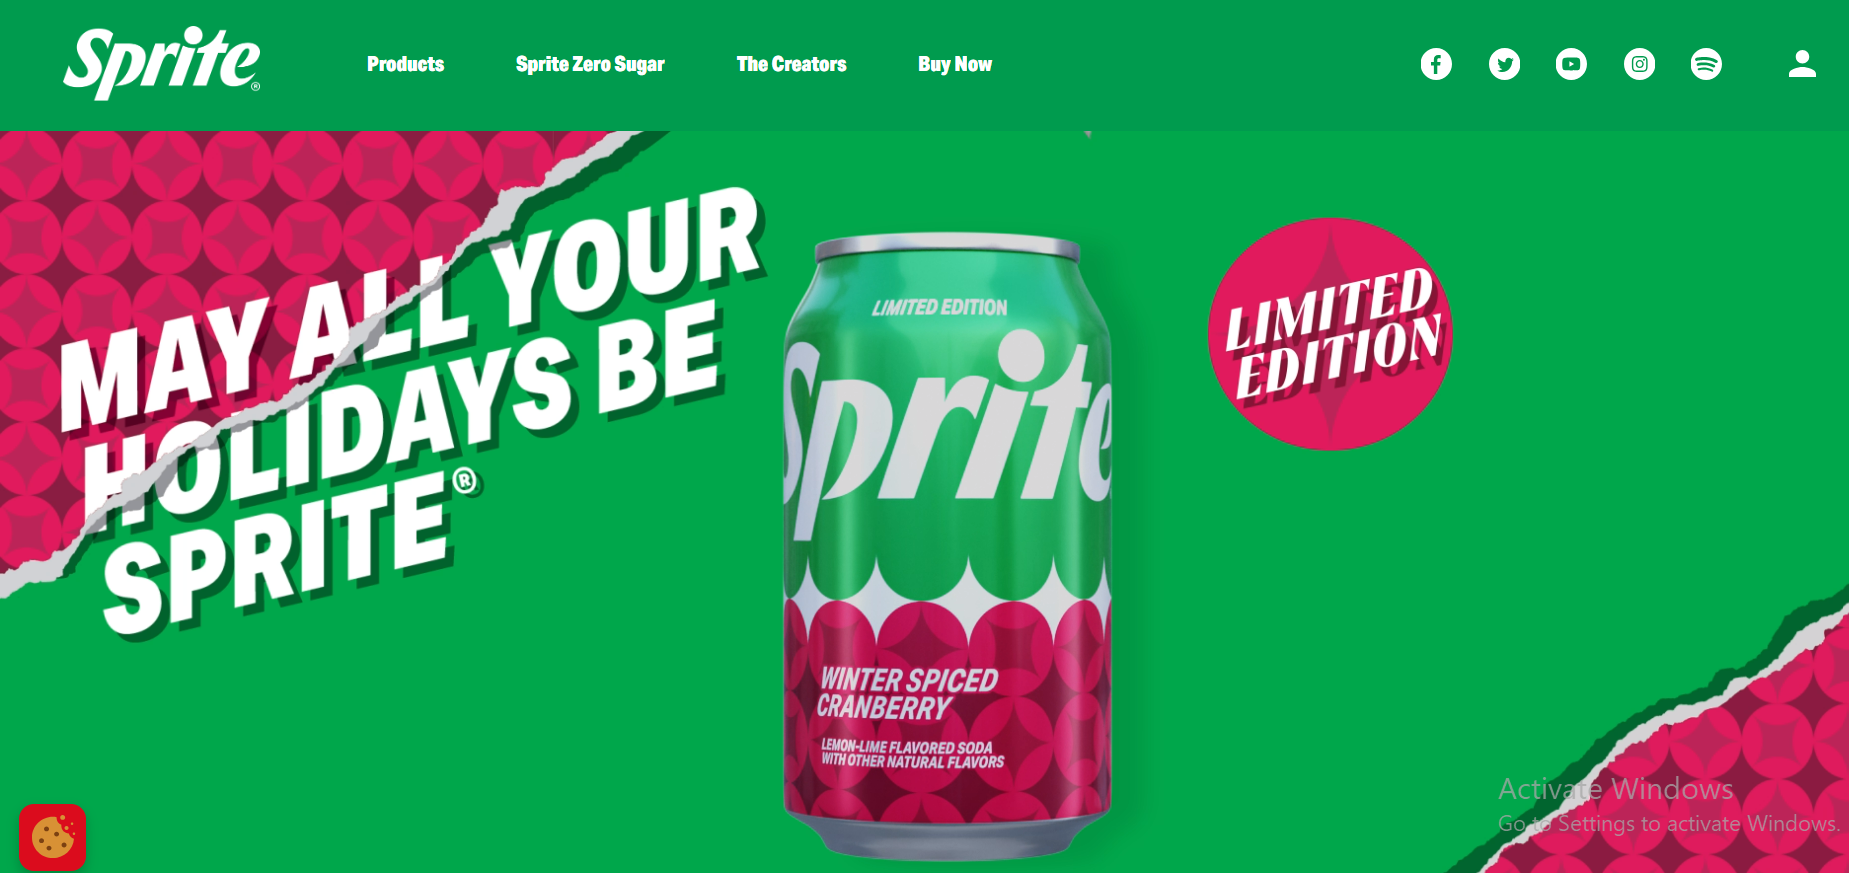 Sprite®
Products
Sprite Zero Sugar
The Creators
Buy Now
MAY ALL YOUR
HOLIDAYS BE
SPRITE®
LIMITED EDITION
Sprite
WINTER SPICED
CRANBERRY
LEMON-LIME FLAVORED SODA
WITH OTHER NATURAL FLAVORS
LIMITED
EDITION
Activate Windows
Go to Settings to activate Windows.